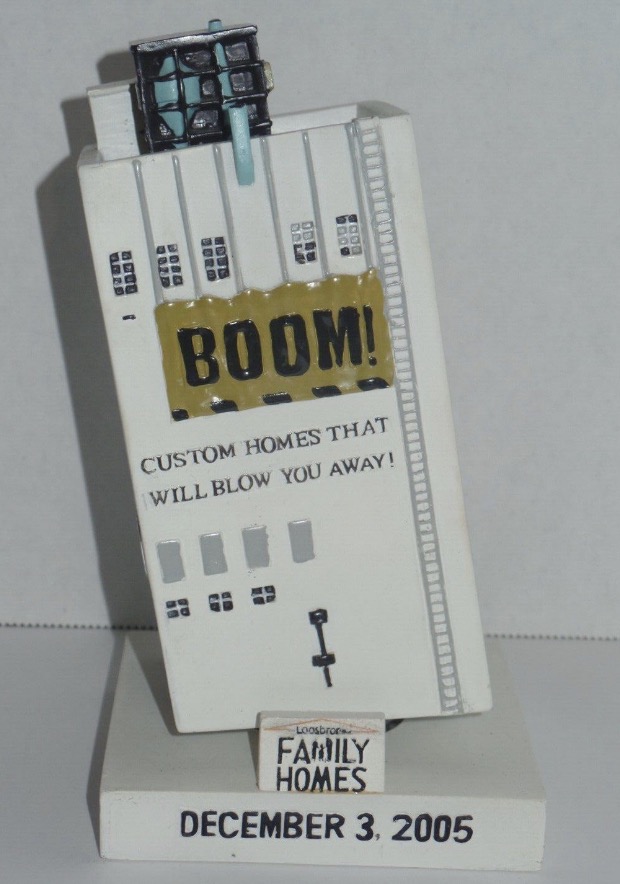 BOOM!
CUSTOM HOMES THAT
WILL BLOW YOU AWAY!
FAMILY
HOMES
DECEMBER 3, 2005